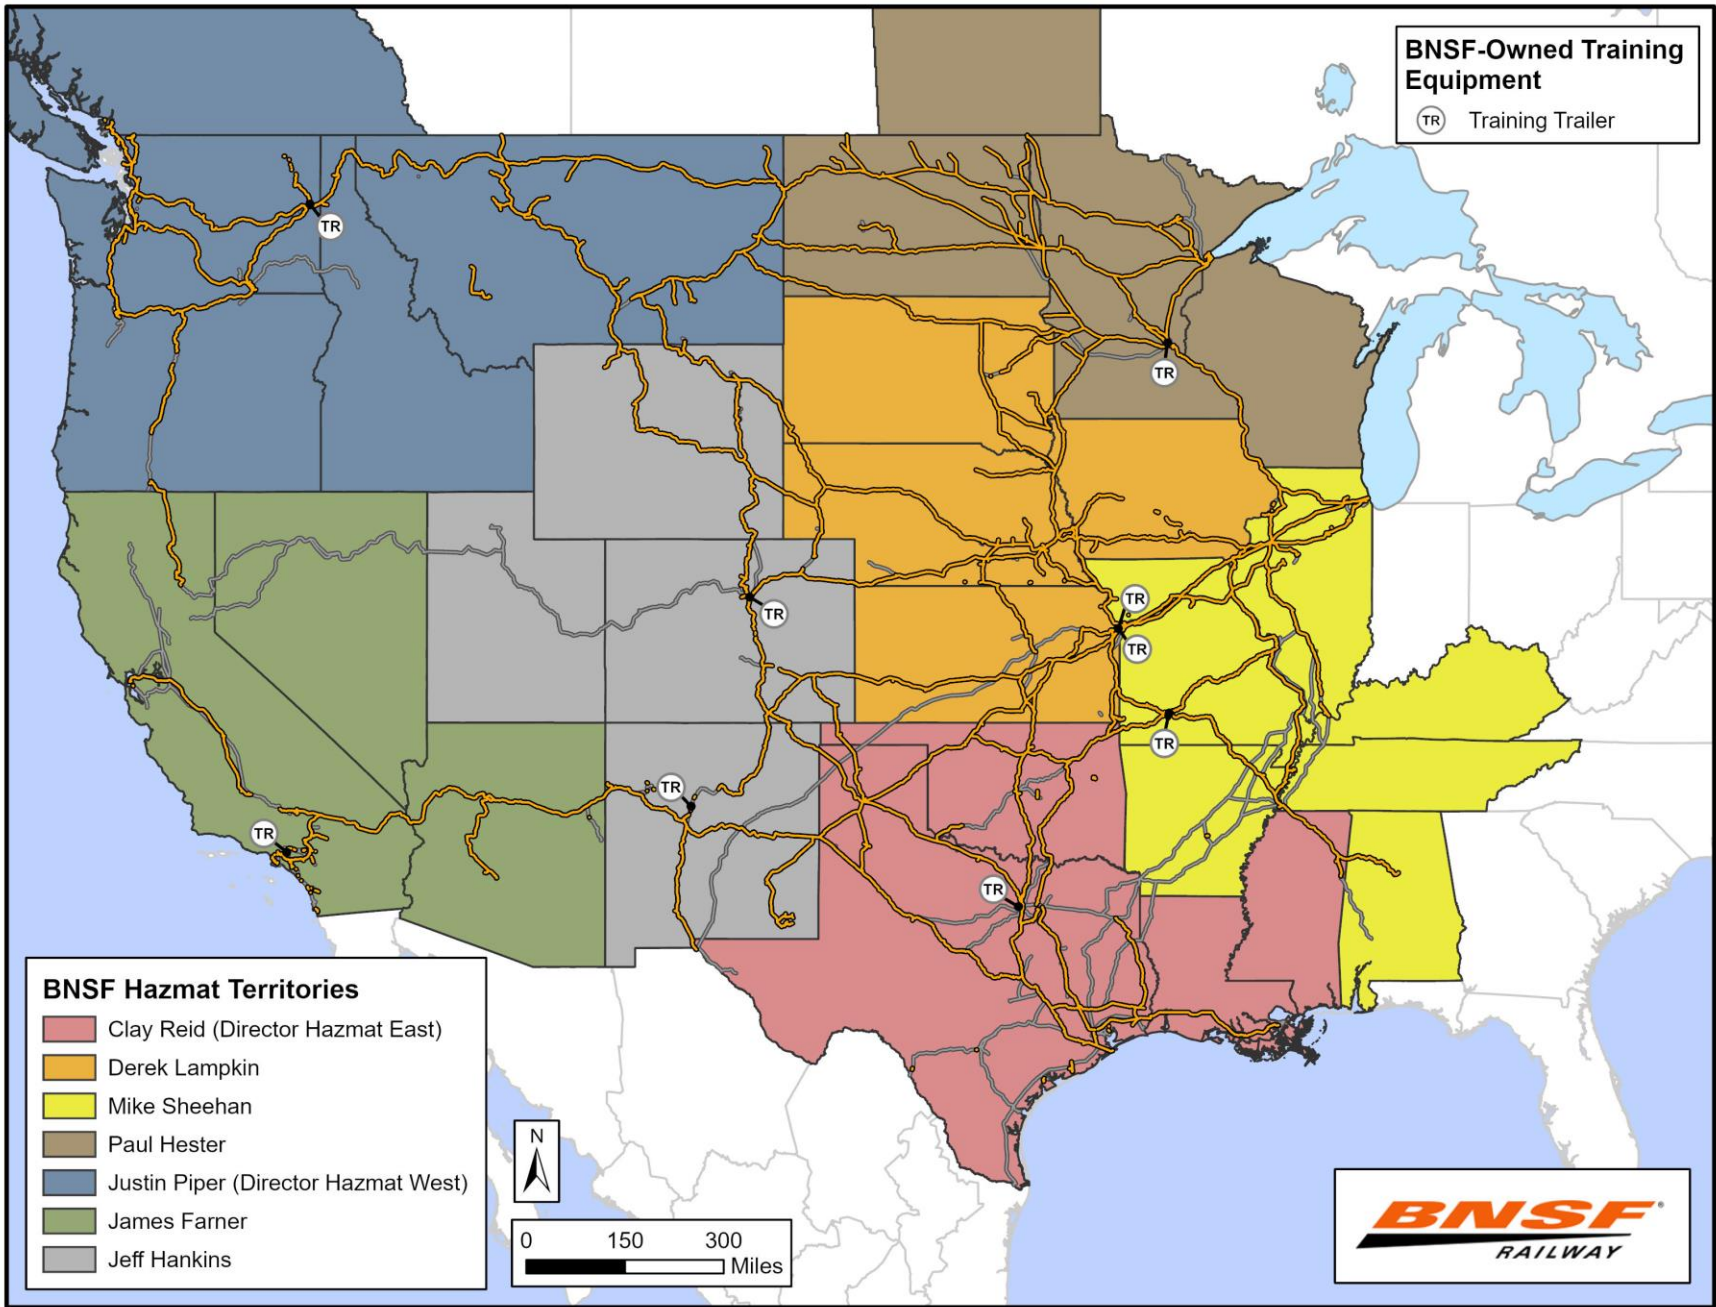 BNSF-Owned Training
Equipment
TR Training Trailer
TR
TR
TR
TR
TR
TR
TR
TR
TR
BNSF Hazmat Territories
Clay Reid (Director Hazmat East)
Derek Lampkin
Mike Sheehan
Paul Hester
Justin Piper (Director Hazmat West)
James Farner
Jeff Hankins
N
0 150 300
Miles
BNSF®
RAILWAY